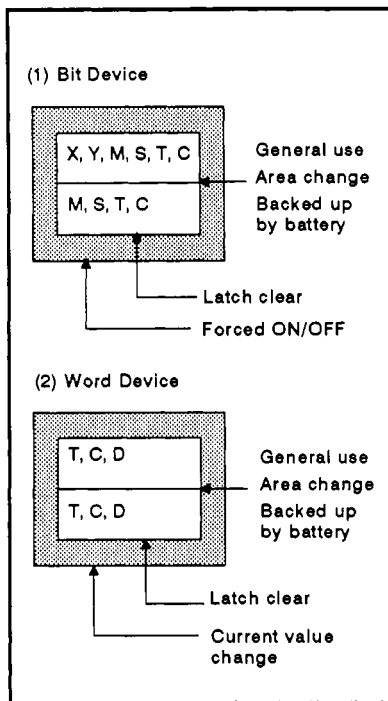 (1) Bit Device
X, Y, M, S, T, C
General use
Area change
M, S, T, C
Backed up
by battery
Latch clear
Forced ON/OFF
(2) Word Device
T, C, D
General use
Area change
T, C, D
Backed up
by battery
Latch clear
Current value
change